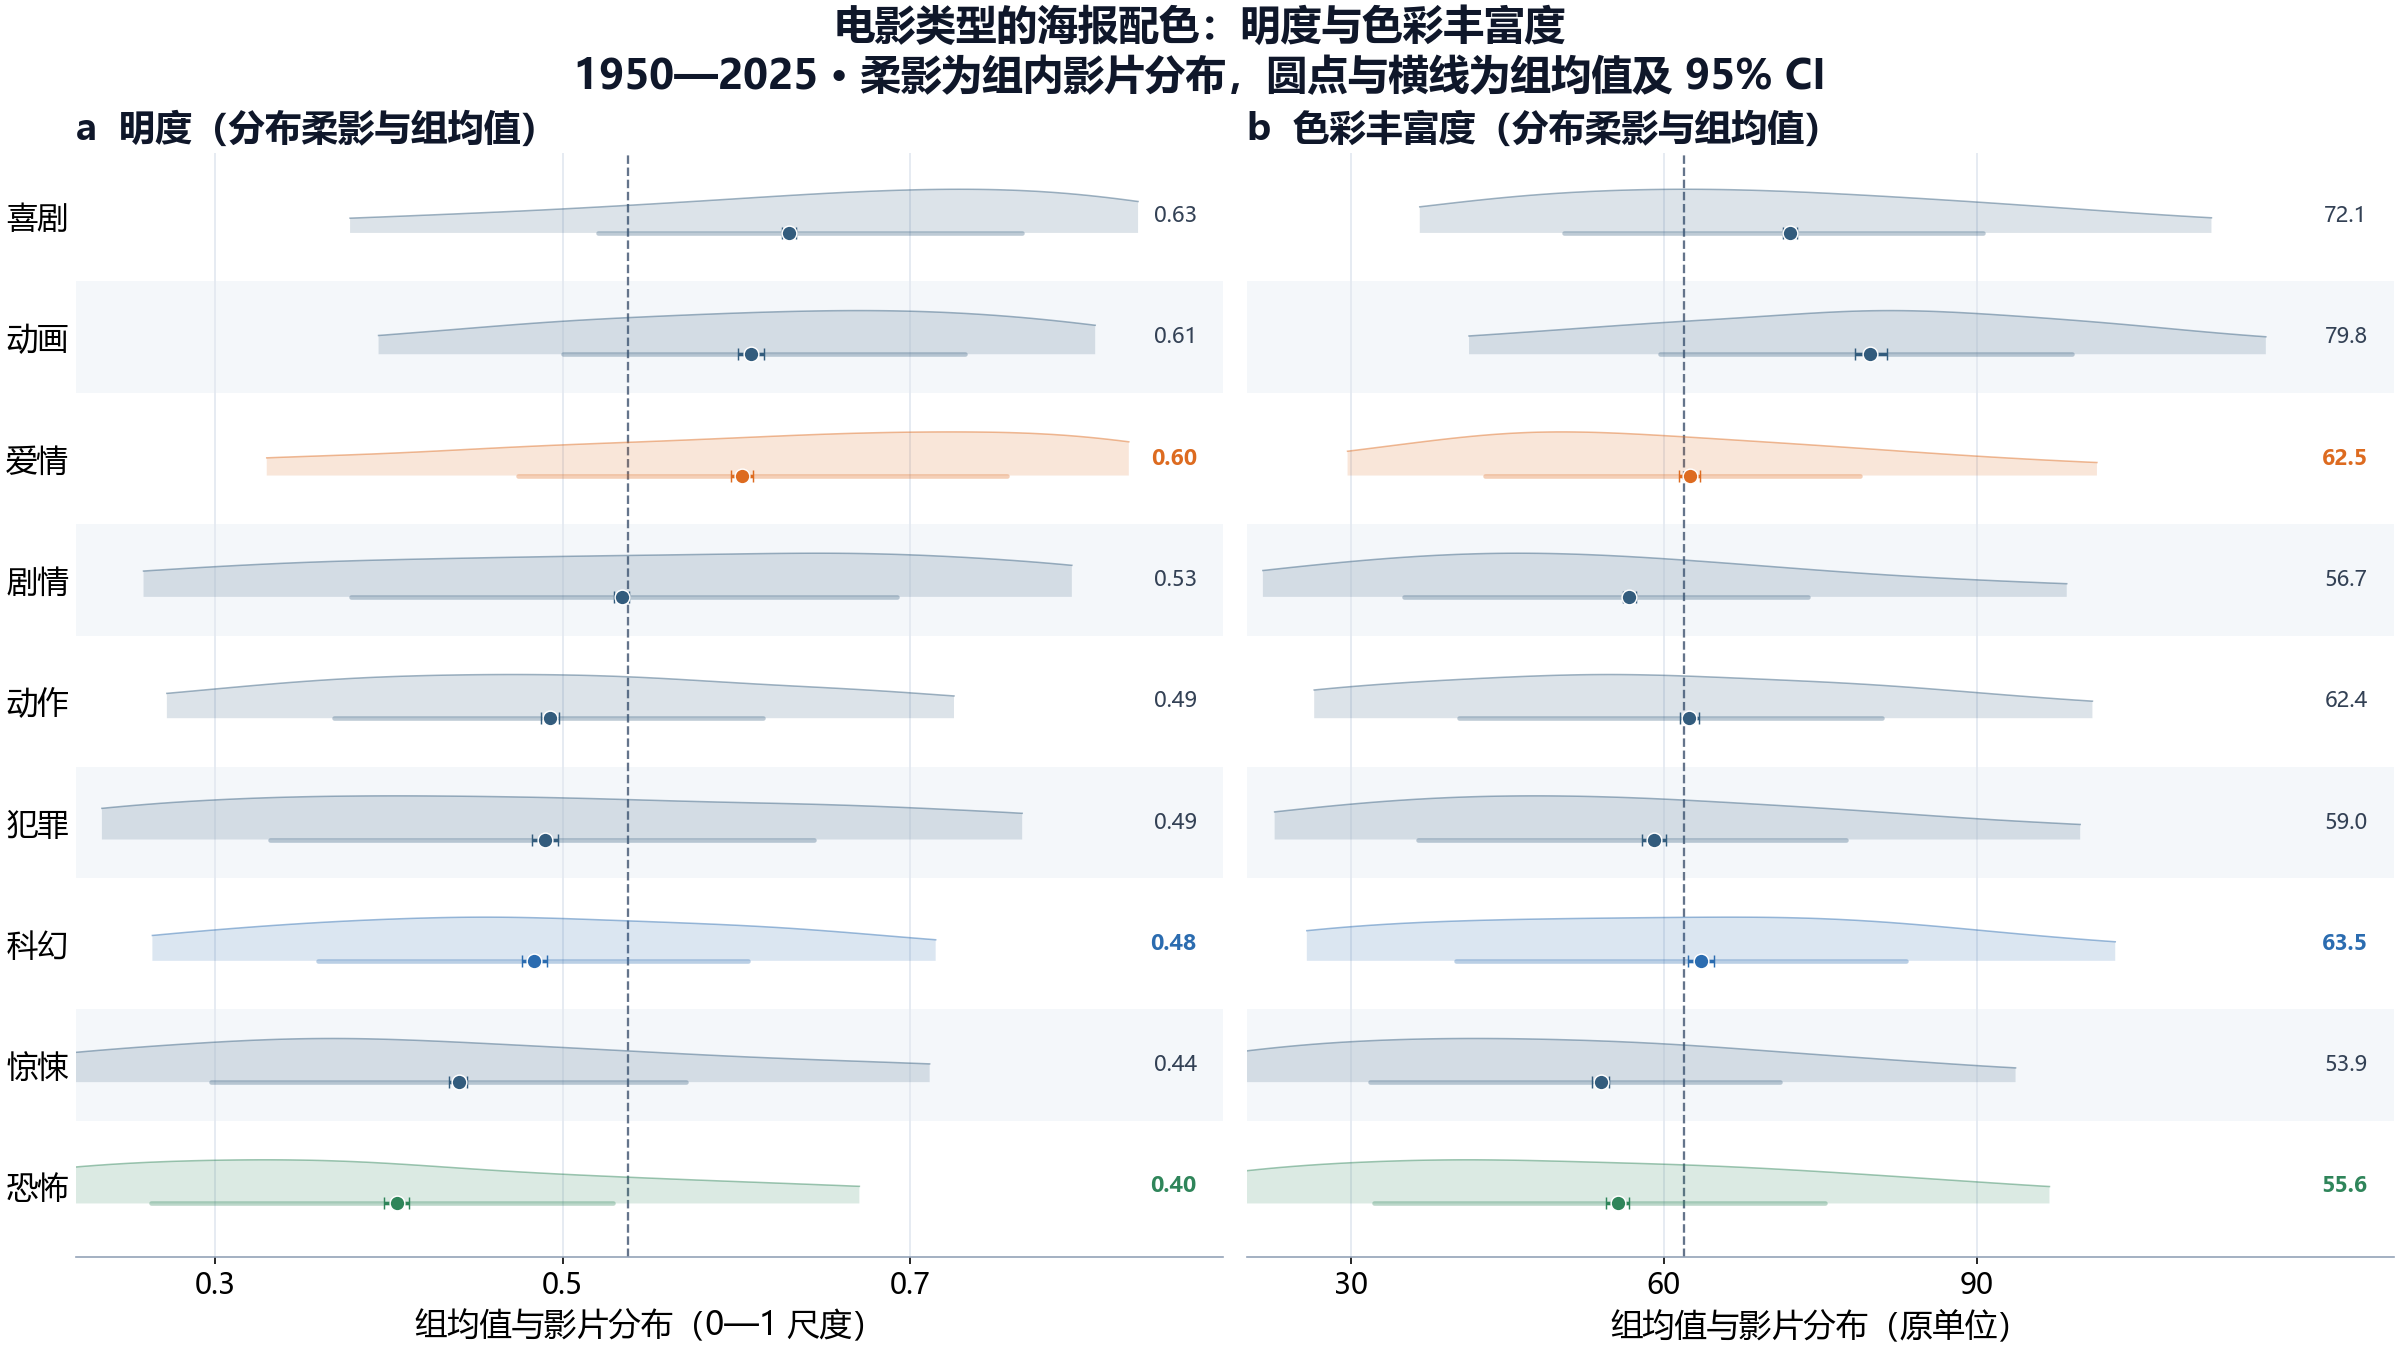 电影类型的海报配色：明度与色彩丰富度
1950—2025 • 柔影为组内影片分布，圆点与横线为组均值及 95% CI
a 明度（分布柔影与组均值）
b 色彩丰富度（分布柔影与组均值）
喜剧 0.63 72.1
动画 0.61 79.8
爱情 0.60 62.5
剧情 0.53 56.7
动作 0.49 62.4
犯罪 0.49 59.0
科幻 0.48 63.5
惊悚 0.44 53.9
恐怖 0.40 55.6
0.3 0.5 0.7
30 60 90
组均值与影片分布（0—1 尺度）
组均值与影片分布（原单位）